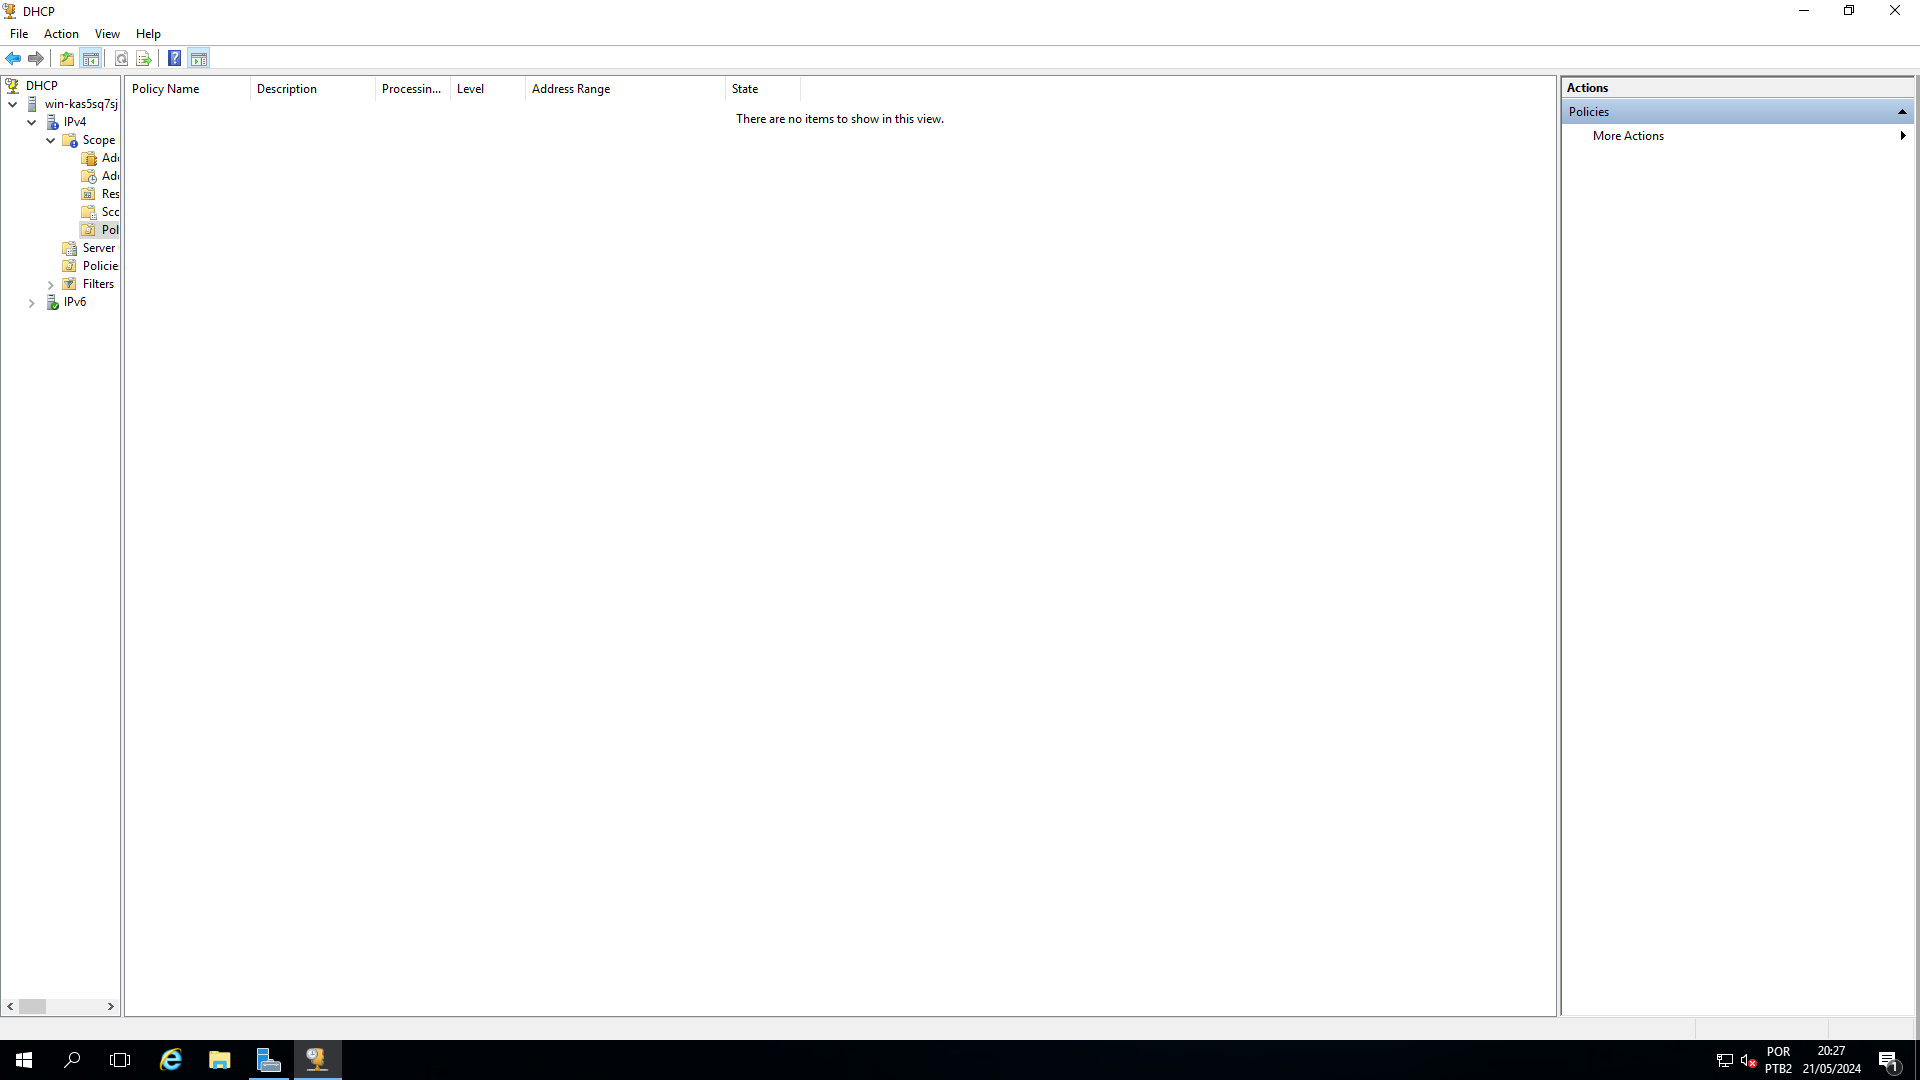 DHCP
File Action View Help
DHCP
win-kas5sq7sj
IPv4
Scope
Add
Add
Res
Sco
Pol
Server
Policie
Filters
IPv6
Policy Name Description Processin... Level Address Range State
There are no items to show in this view.
Actions
Policies
More Actions
POR
PTB2
20:27
21/05/2024
1